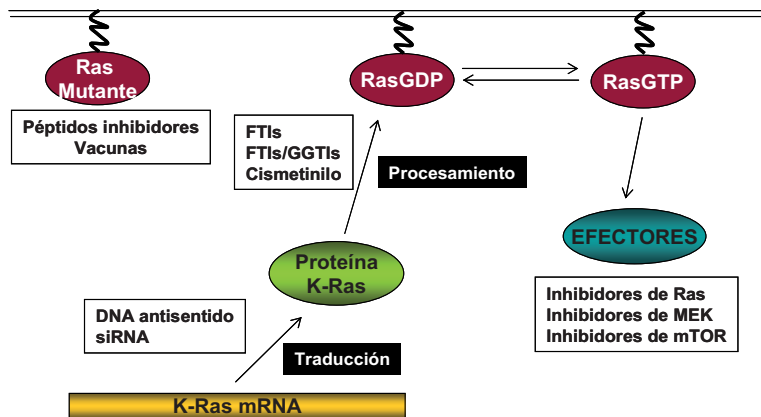 Ras
Mutante
RasGDP
RasGTP
Péptidos inhibidores
Vacunas
FTIs
FTIs/GGTIs
Cismetinilo
Procesamiento
EFECTORES
Proteína
K-Ras
Inhibidores de Ras
Inhibidores de MEK
Inhibidores de mTOR
DNA antisentido
siRNA
Traducción
K-Ras mRNA